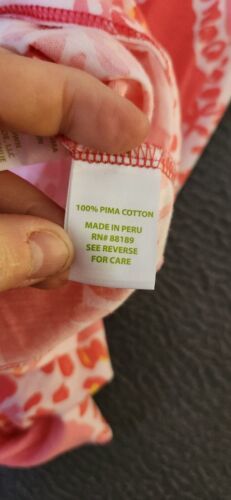 100% PIMA COTTON
MADE IN PERU
RN# 88189
SEE REVERSE
FOR CARE